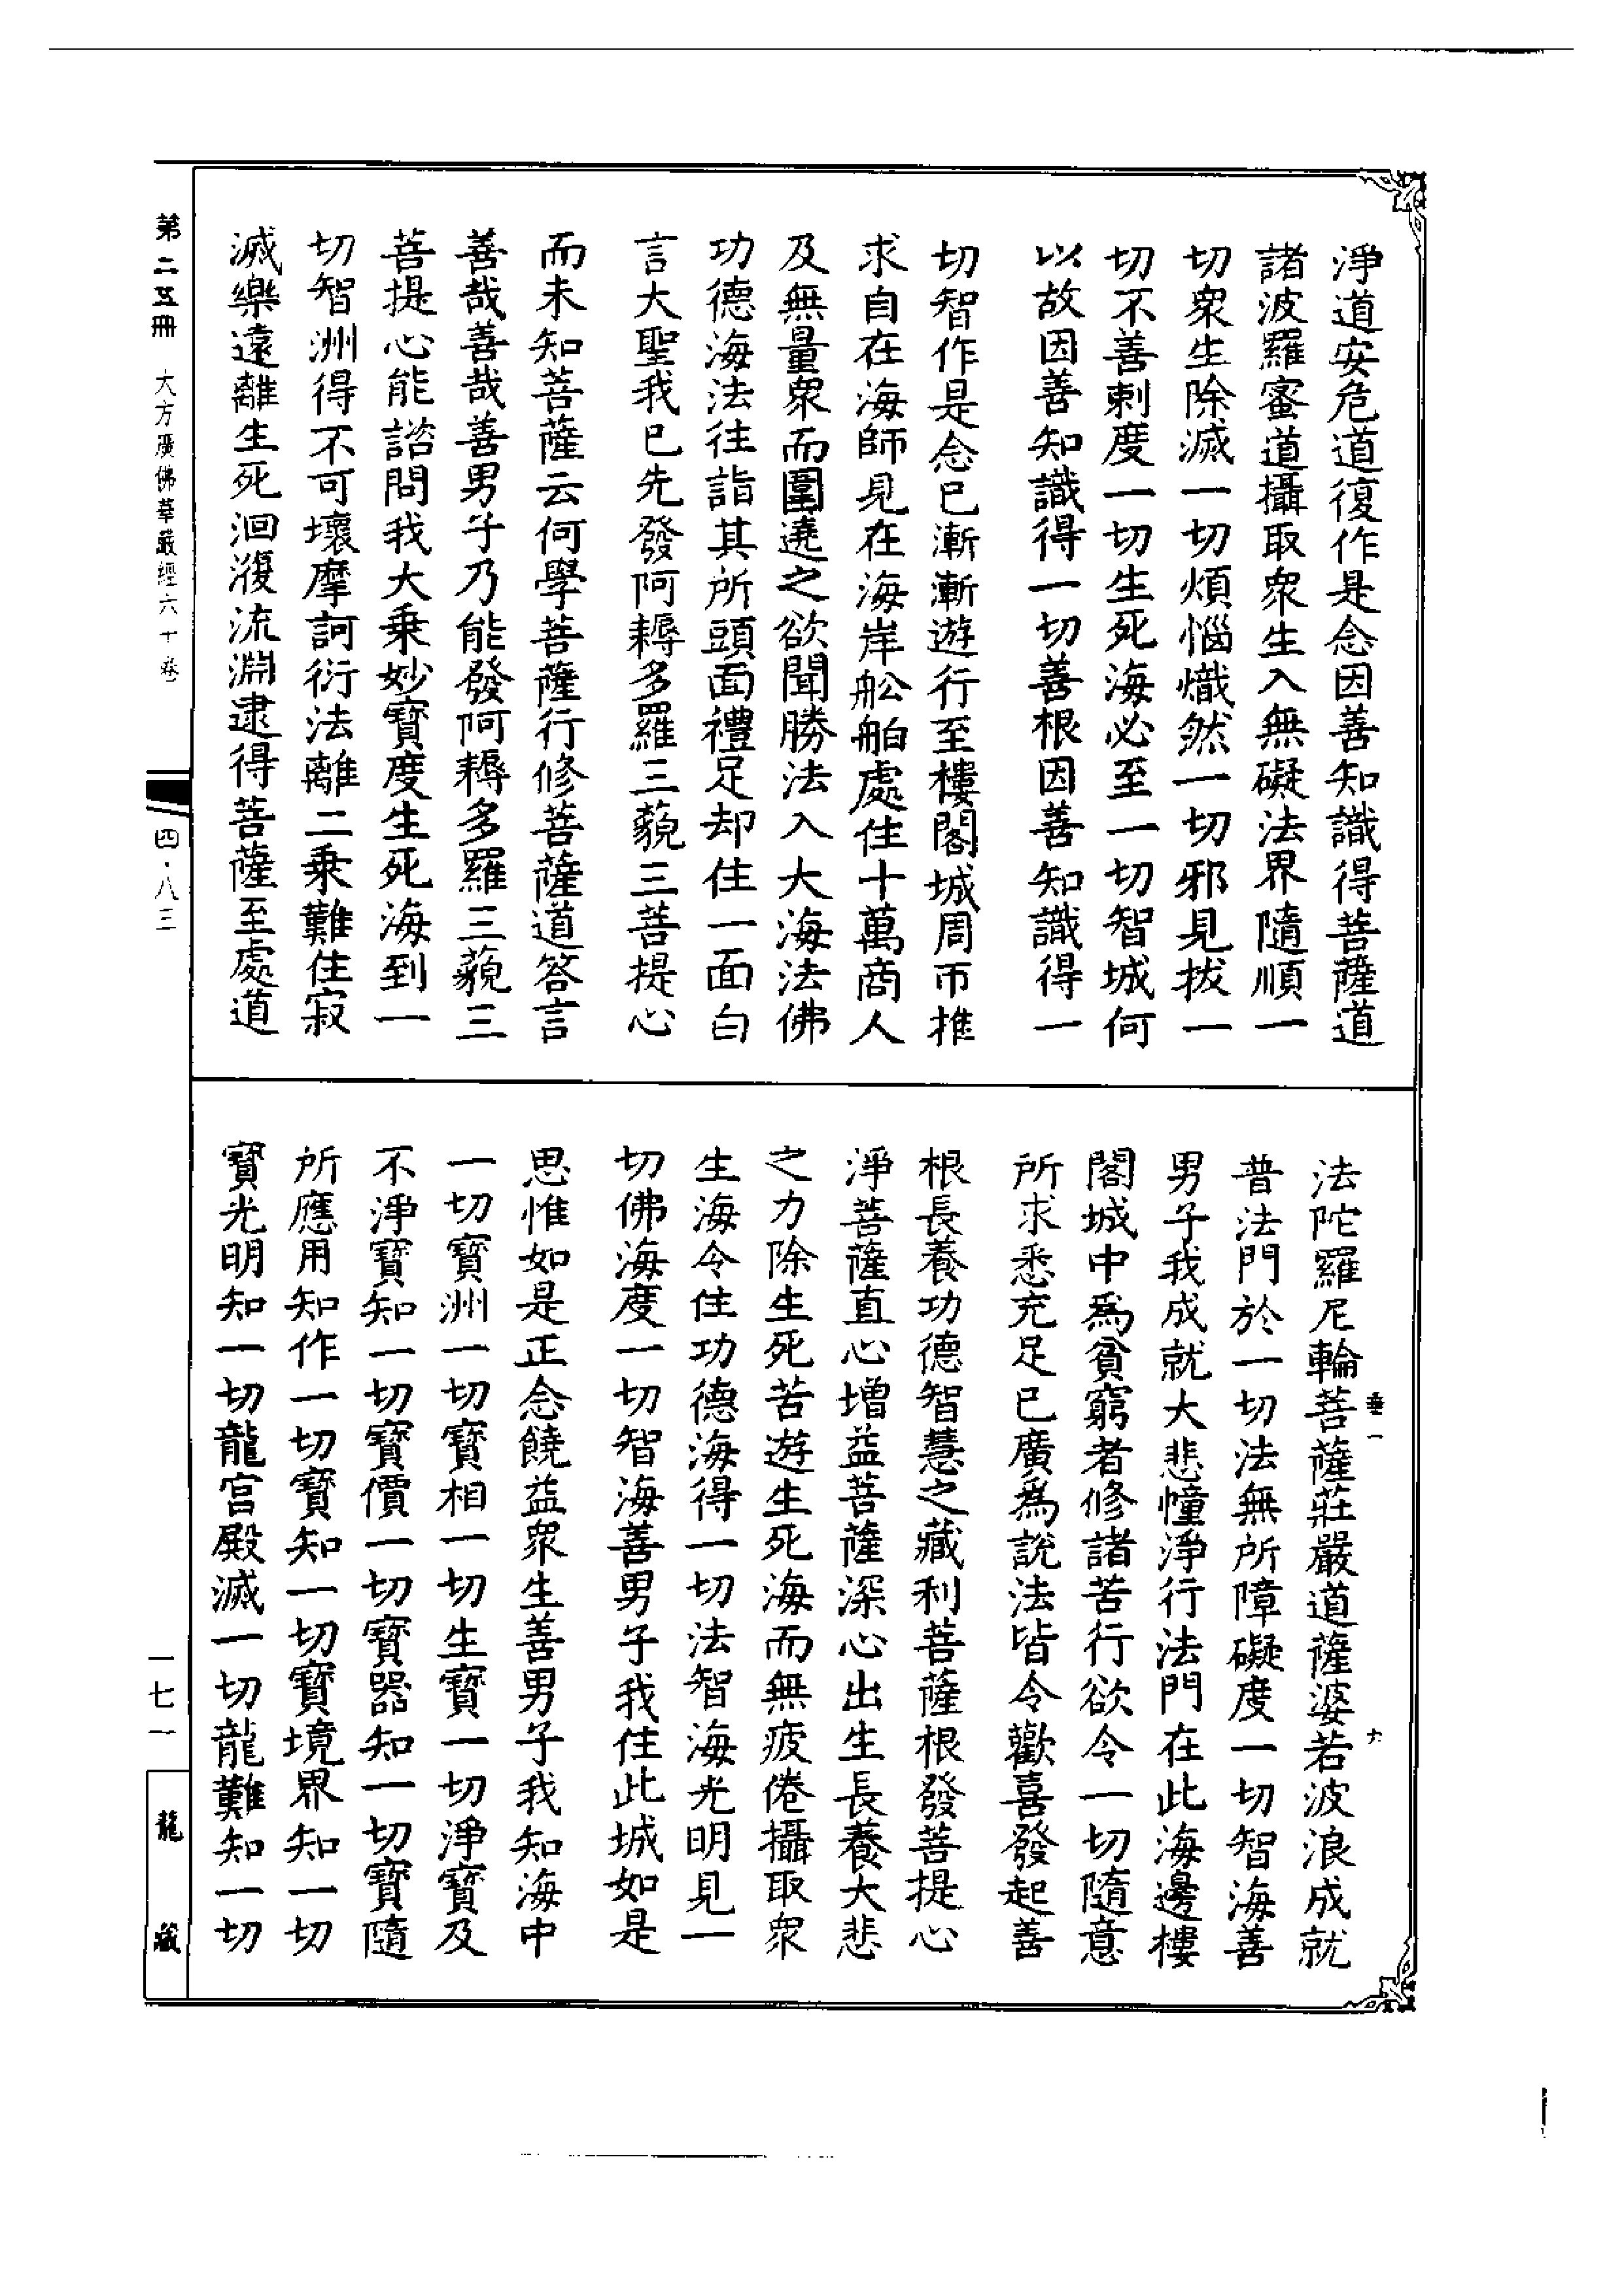 淨道安危道復作是念因善知識得菩薩道
諸波羅蜜道攝取衆生入無礙法界隨順一
切衆生除滅一切煩惱熾然一切邪見拔一
切不善刺度一切生死海必至一切智城何
以故因善知識得一切善根因善知識得一
切智作是念已漸漸遊行至樓閣城周帀推
求自在海師見在海岸舩舶處住十萬商人
及無量衆而圍遶之欲聞勝法入大海法佛
功德海法往詣其所頭面禮足却住一面白
言大聖我已先發阿耨多羅三藐三菩提心
而未知菩薩云何學菩薩行修菩薩道答言
善哉善哉善男子乃能發阿耨多羅三藐三
菩提心能諮問我大乗妙寶度生死海到一
切智洲得不可壞摩訶衍法離二乗難住寂
滅樂遠離生死洄澓流淵逮得菩薩至處道
法陀羅尼輪菩薩莊嚴道薩婆若波浪成就
普法門於一切法無所障礙度一切智海善
男子我成就大悲幢淨行法門在此海邊樓
閣城中爲貧窮者修諸苦行欲令一切隨意
所求悉充足已廣爲說法皆令歡喜發起善
根長養功德智慧之藏利菩薩根發菩提心
淨菩薩直心增益菩薩深心出生長養大悲
之力除生死苦遊生死海而無疲倦攝取衆
生海令住功德海得一切法智海光明見一
切佛海度一切智海善男子我住此城如是
思惟如是正念饒益衆生善男子我知海中
一切寶洲一切寶相一切生寶一切淨寶及
不淨寶知一切寶價一切寶器知一切寶隨
所應用知作一切寶知一切寶境界知一切
寶光明知一切龍宮殿滅一切龍難知一切
垂一
九
第二五冊
大方廣佛華嚴經六十卷
四·八三
一七一
龍藏